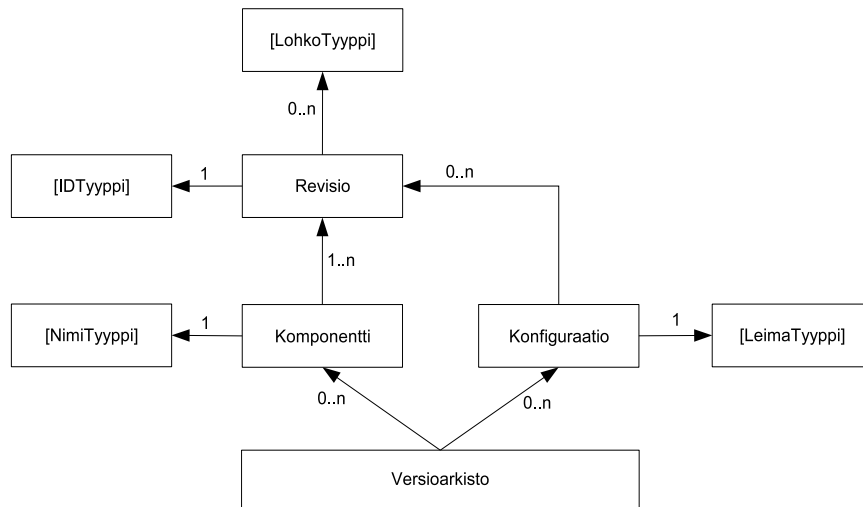 [LohkoTyyppi]
0..n
[IDTyyppi]
1
Revisio
0..n
1..n
[NimiTyyppi]
1
Komponentti
Konfiguraatio
1
[LeimaTyyppi]
0..n
0..n
Versioarkisto